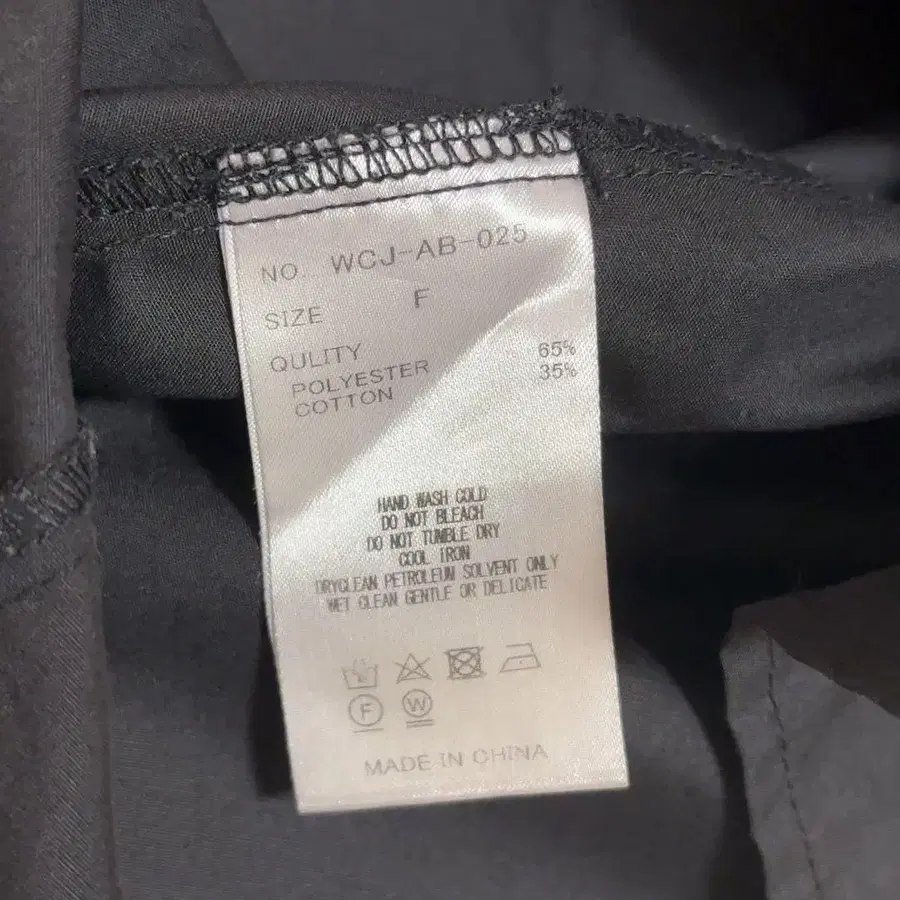 NO. WCJ-AB-025
SIZE F
QULITY
POLYESTER 65%
COTTON 35%
HAND WASH COLD
DO NOT BLEACH
DO NOT TUMBLE DRY
COOL IRON
DRYCLEAN PETROLEUM SOLVENT ONLY
WET CLEAN GENTLE OR DELICATE
F W
MADE IN CHINA